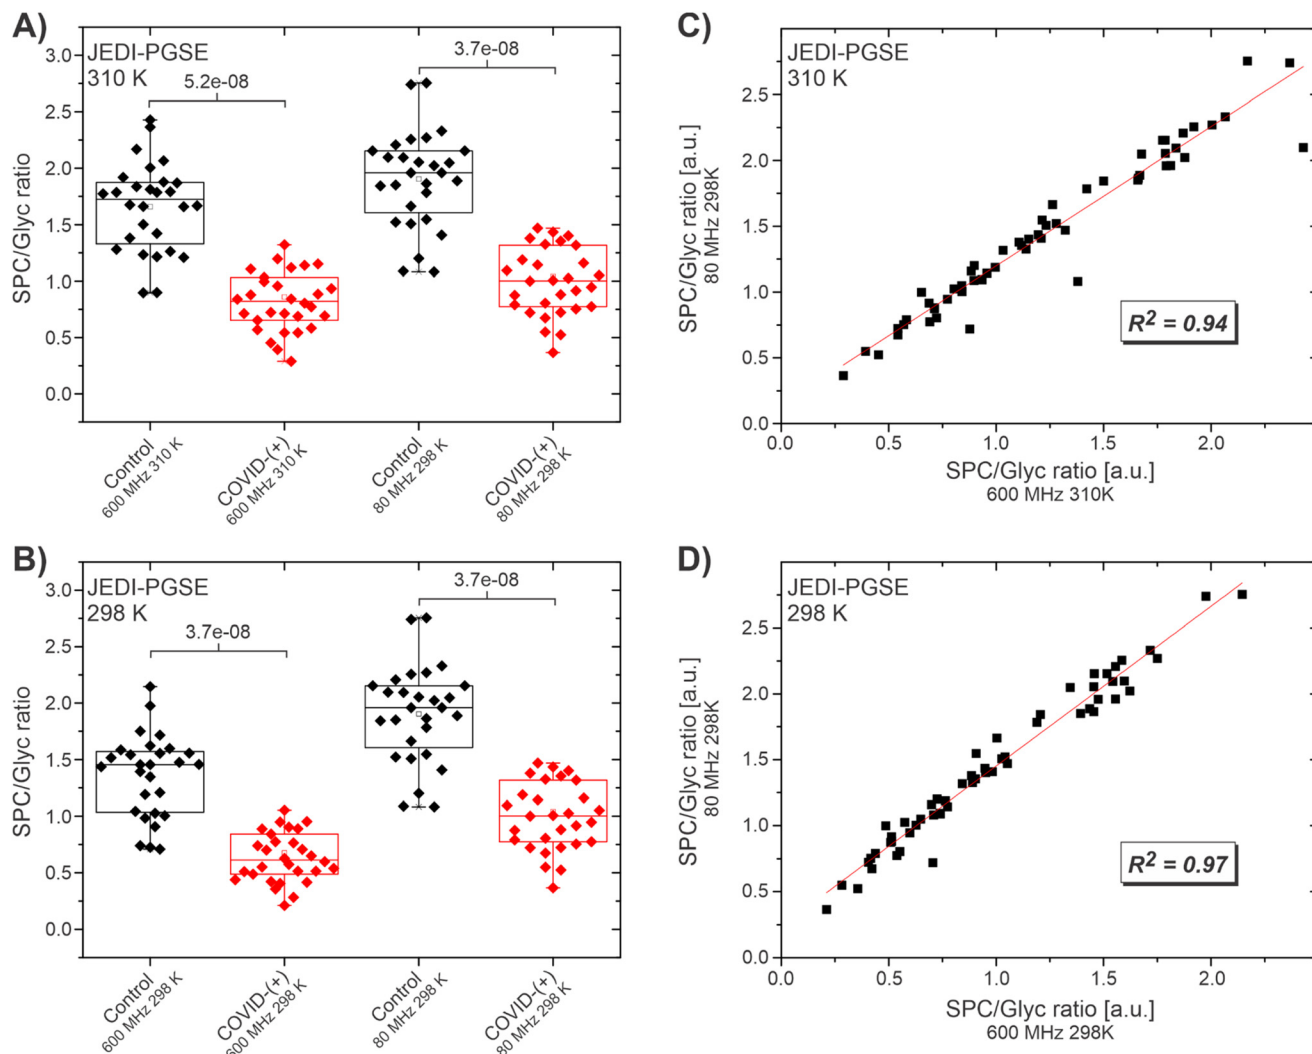 A)
JEDI-PGSE
310 K
5.2e-08
3.7e-08
SPC/Glyc ratio
3.0
2.5
2.0
1.5
1.0
0.5
0.0
Control
600 MHz 310 K
COVID-(+)
600 MHz 310 K
Control
80 MHz 298 K
COVID-(+)
80 MHz 298 K
C)
JEDI-PGSE
310 K
SPC/Glyc ratio [a.u.]
80 MHz 298K
2.5
2.0
1.5
1.0
0.5
0.0
R² = 0.94
0.0 0.5 1.0 1.5 2.0
SPC/Glyc ratio [a.u.]
600 MHz 310K
B)
JEDI-PGSE
298 K
3.7e-08
3.7e-08
SPC/Glyc ratio
3.0
2.5
2.0
1.5
1.0
0.5
0.0
Control
600 MHz 298 K
COVID-(+)
600 MHz 298 K
Control
80 MHz 298 K
COVID-(+)
80 MHz 298 K
D)
JEDI-PGSE
298 K
SPC/Glyc ratio [a.u.]
80 MHz 298K
2.5
2.0
1.5
1.0
0.5
0.0
R² = 0.97
0.0 0.5 1.0 1.5 2.0
SPC/Glyc ratio [a.u.]
600 MHz 298K